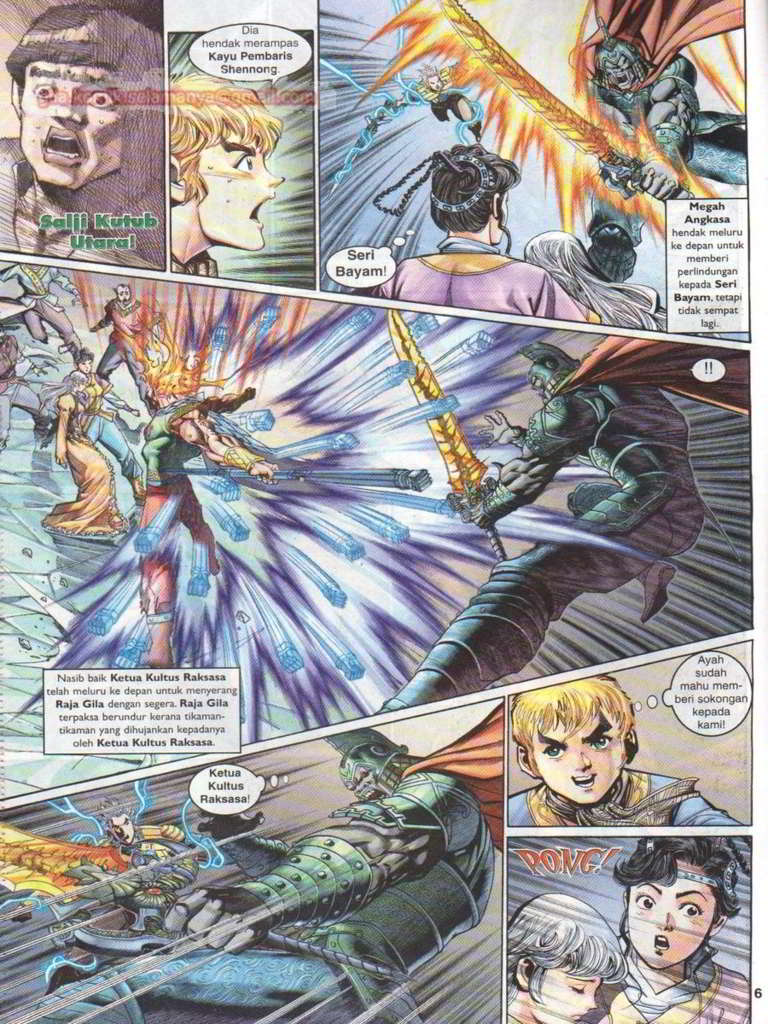 Salji Kutub
Utara!
Dia
hendak merampas
Kayu Pembaris
Shennong.
Seri
Bayam!
Megah
Angkasa
hendak meluru
ke depan untuk
memberi
perlindungan
kepada Seri
Bayam, tetapi
tidak sempat
lagi.
!!
Nasib baik Ketua Kultus Raksasa
telah meluru ke depan untuk menyerang
Raja Gila dengan segera. Raja Gila
terpaksa berundur kerana tikaman-
tikaman yang dihujankan kepadanya
oleh Ketua Kultus Raksasa.
Ayah
sudah
mahu mem-
beri sokongan
kepada
kami!
Ketua
Kultus
Raksasa!
PONG!
6